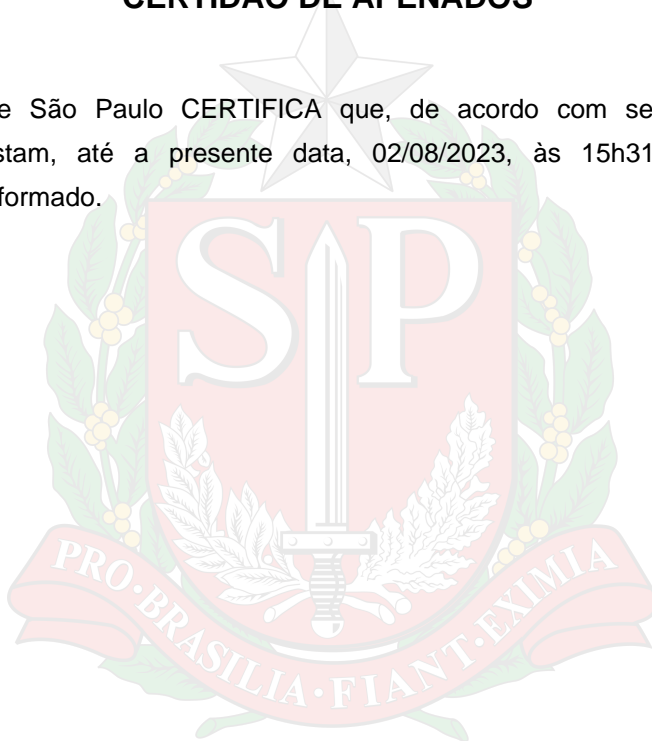 CERTIDÃO DE APENADOS
e São Paulo CERTIFICA que, de acordo com se
stam, até a presente data, 02/08/2023, às 15h31
formado.
SP
PRO·BRASILIA·FIANT·EXIMIA